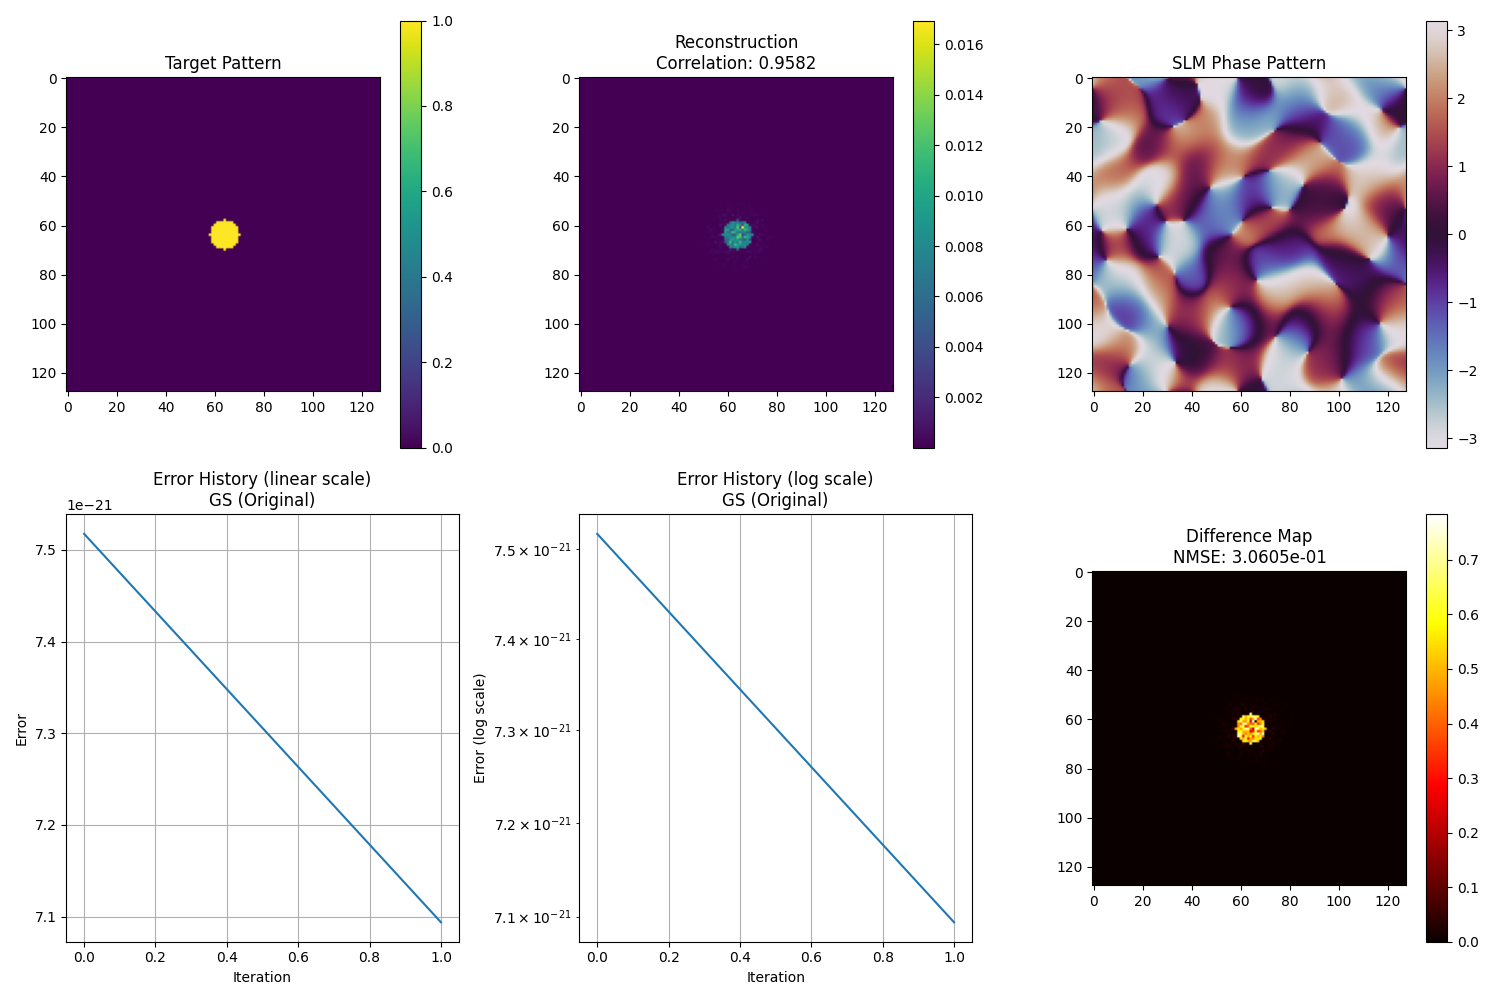 Target Pattern
0
20
40
60
80
100
120
0 20 40 60 80 100 120
1.0
0.8
0.6
0.4
0.2
0.0
Reconstruction
Correlation: 0.9582
0
20
40
60
80
100
120
0 20 40 60 80 100 120
0.016
0.014
0.012
0.010
0.008
0.006
0.004
0.002
SLM Phase Pattern
0
20
40
60
80
100
120
0 20 40 60 80 100 120
3
2
1
0
−1
−2
−3
Error History (linear scale)
GS (Original)
1e−21
7.5
7.4
7.3
7.2
7.1
Error
0.0 0.2 0.4 0.6 0.8 1.0
Iteration
Error History (log scale)
GS (Original)
7.5 × 10⁻²¹
7.4 × 10⁻²¹
7.3 × 10⁻²¹
7.2 × 10⁻²¹
7.1 × 10⁻²¹
Error (log scale)
0.0 0.2 0.4 0.6 0.8 1.0
Iteration
Difference Map
NMSE: 3.0605e-01
0
20
40
60
80
100
120
0 20 40 60 80 100 120
0.7
0.6
0.5
0.4
0.3
0.2
0.1
0.0